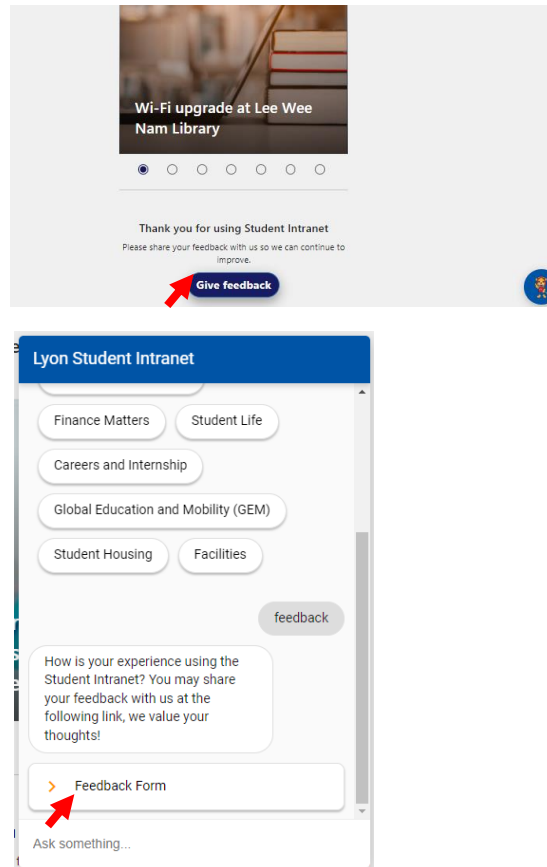 Wi-Fi upgrade at Lee Wee
Nam Library
Thank you for using Student Intranet
Please share your feedback with us so we can continue to
improve.
Give feedback
Lyon Student Intranet
Finance Matters
Student Life
Careers and Internship
Global Education and Mobility (GEM)
Student Housing
Facilities
feedback
How is your experience using the
Student Intranet? You may share
your feedback with us at the
following link, we value your
thoughts!
Feedback Form
Ask something...